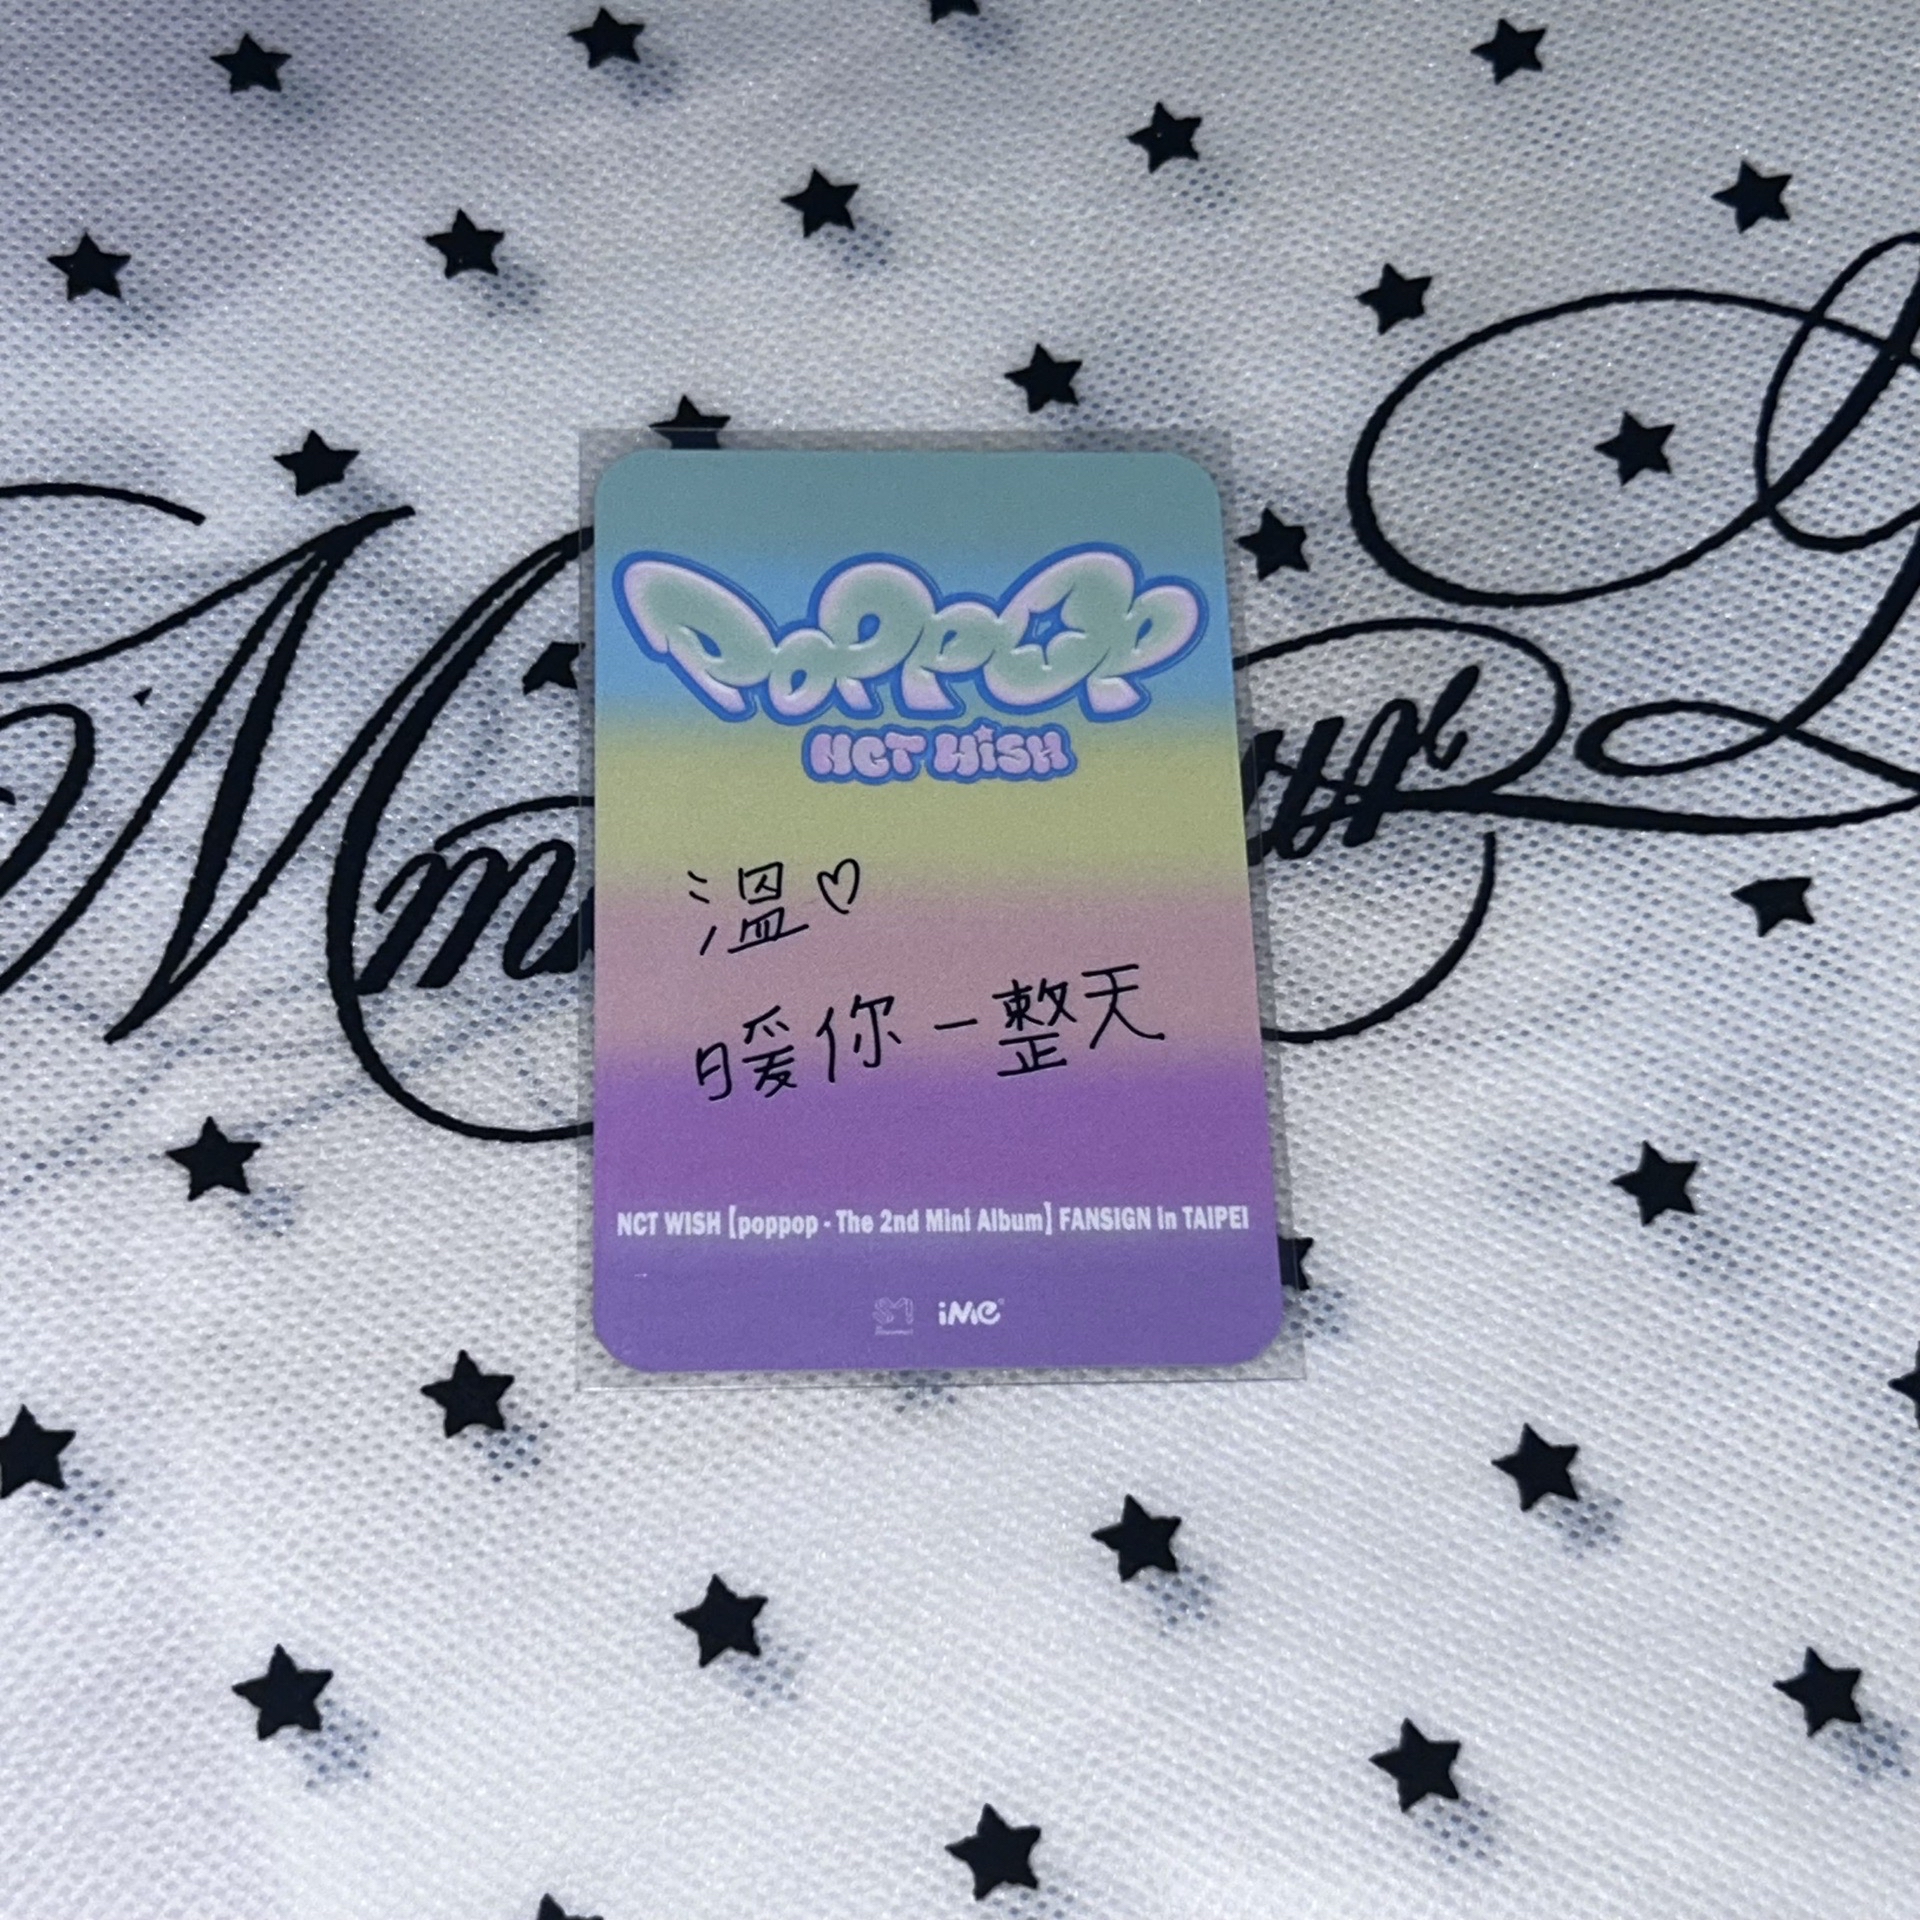 POPPOP
NCT WISH
溫♡
暖你一整天
NCT WISH [poppop - The 2nd Mini Album] FANSIGN in TAIPEI
SM iMe